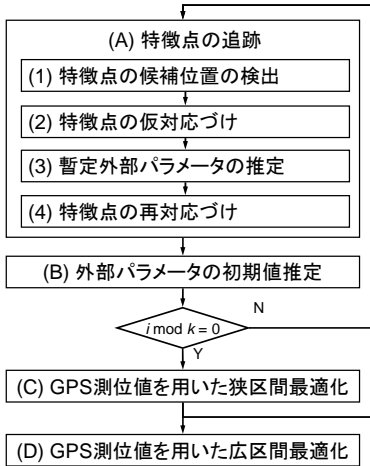 (A) 特徴点の追跡
(1) 特徴点の候補位置の検出
(2) 特徴点の仮対応づけ
(3) 暫定外部パラメータの推定
(4) 特徴点の再対応づけ
(B) 外部パラメータの初期値推定
N
i mod k = 0
Y
(C) GPS測位値を用いた狭区間最適化
(D) GPS測位値を用いた広区間最適化